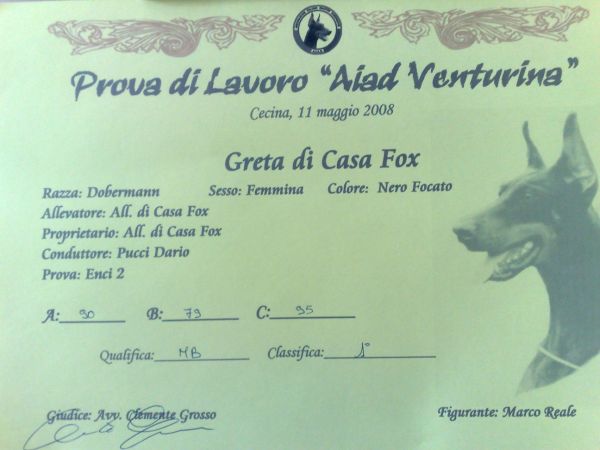 Prova di Lavoro "Aiad Venturina"
Cecina, 11 maggio 2008
Greta di Casa Fox
Razza: Dobermann Sesso: Femmina Colore: Nero Focato
Allevatore: All. di Casa Fox
Proprietario: All. di Casa Fox
Conduttore: Pucci Dario
Prova: Enci 2
A: 90 B: 79 C: 95
Qualifica: MB Classifica: 1°
Giudice: Avv. Clemente Grosso Figurante: Marco Reale